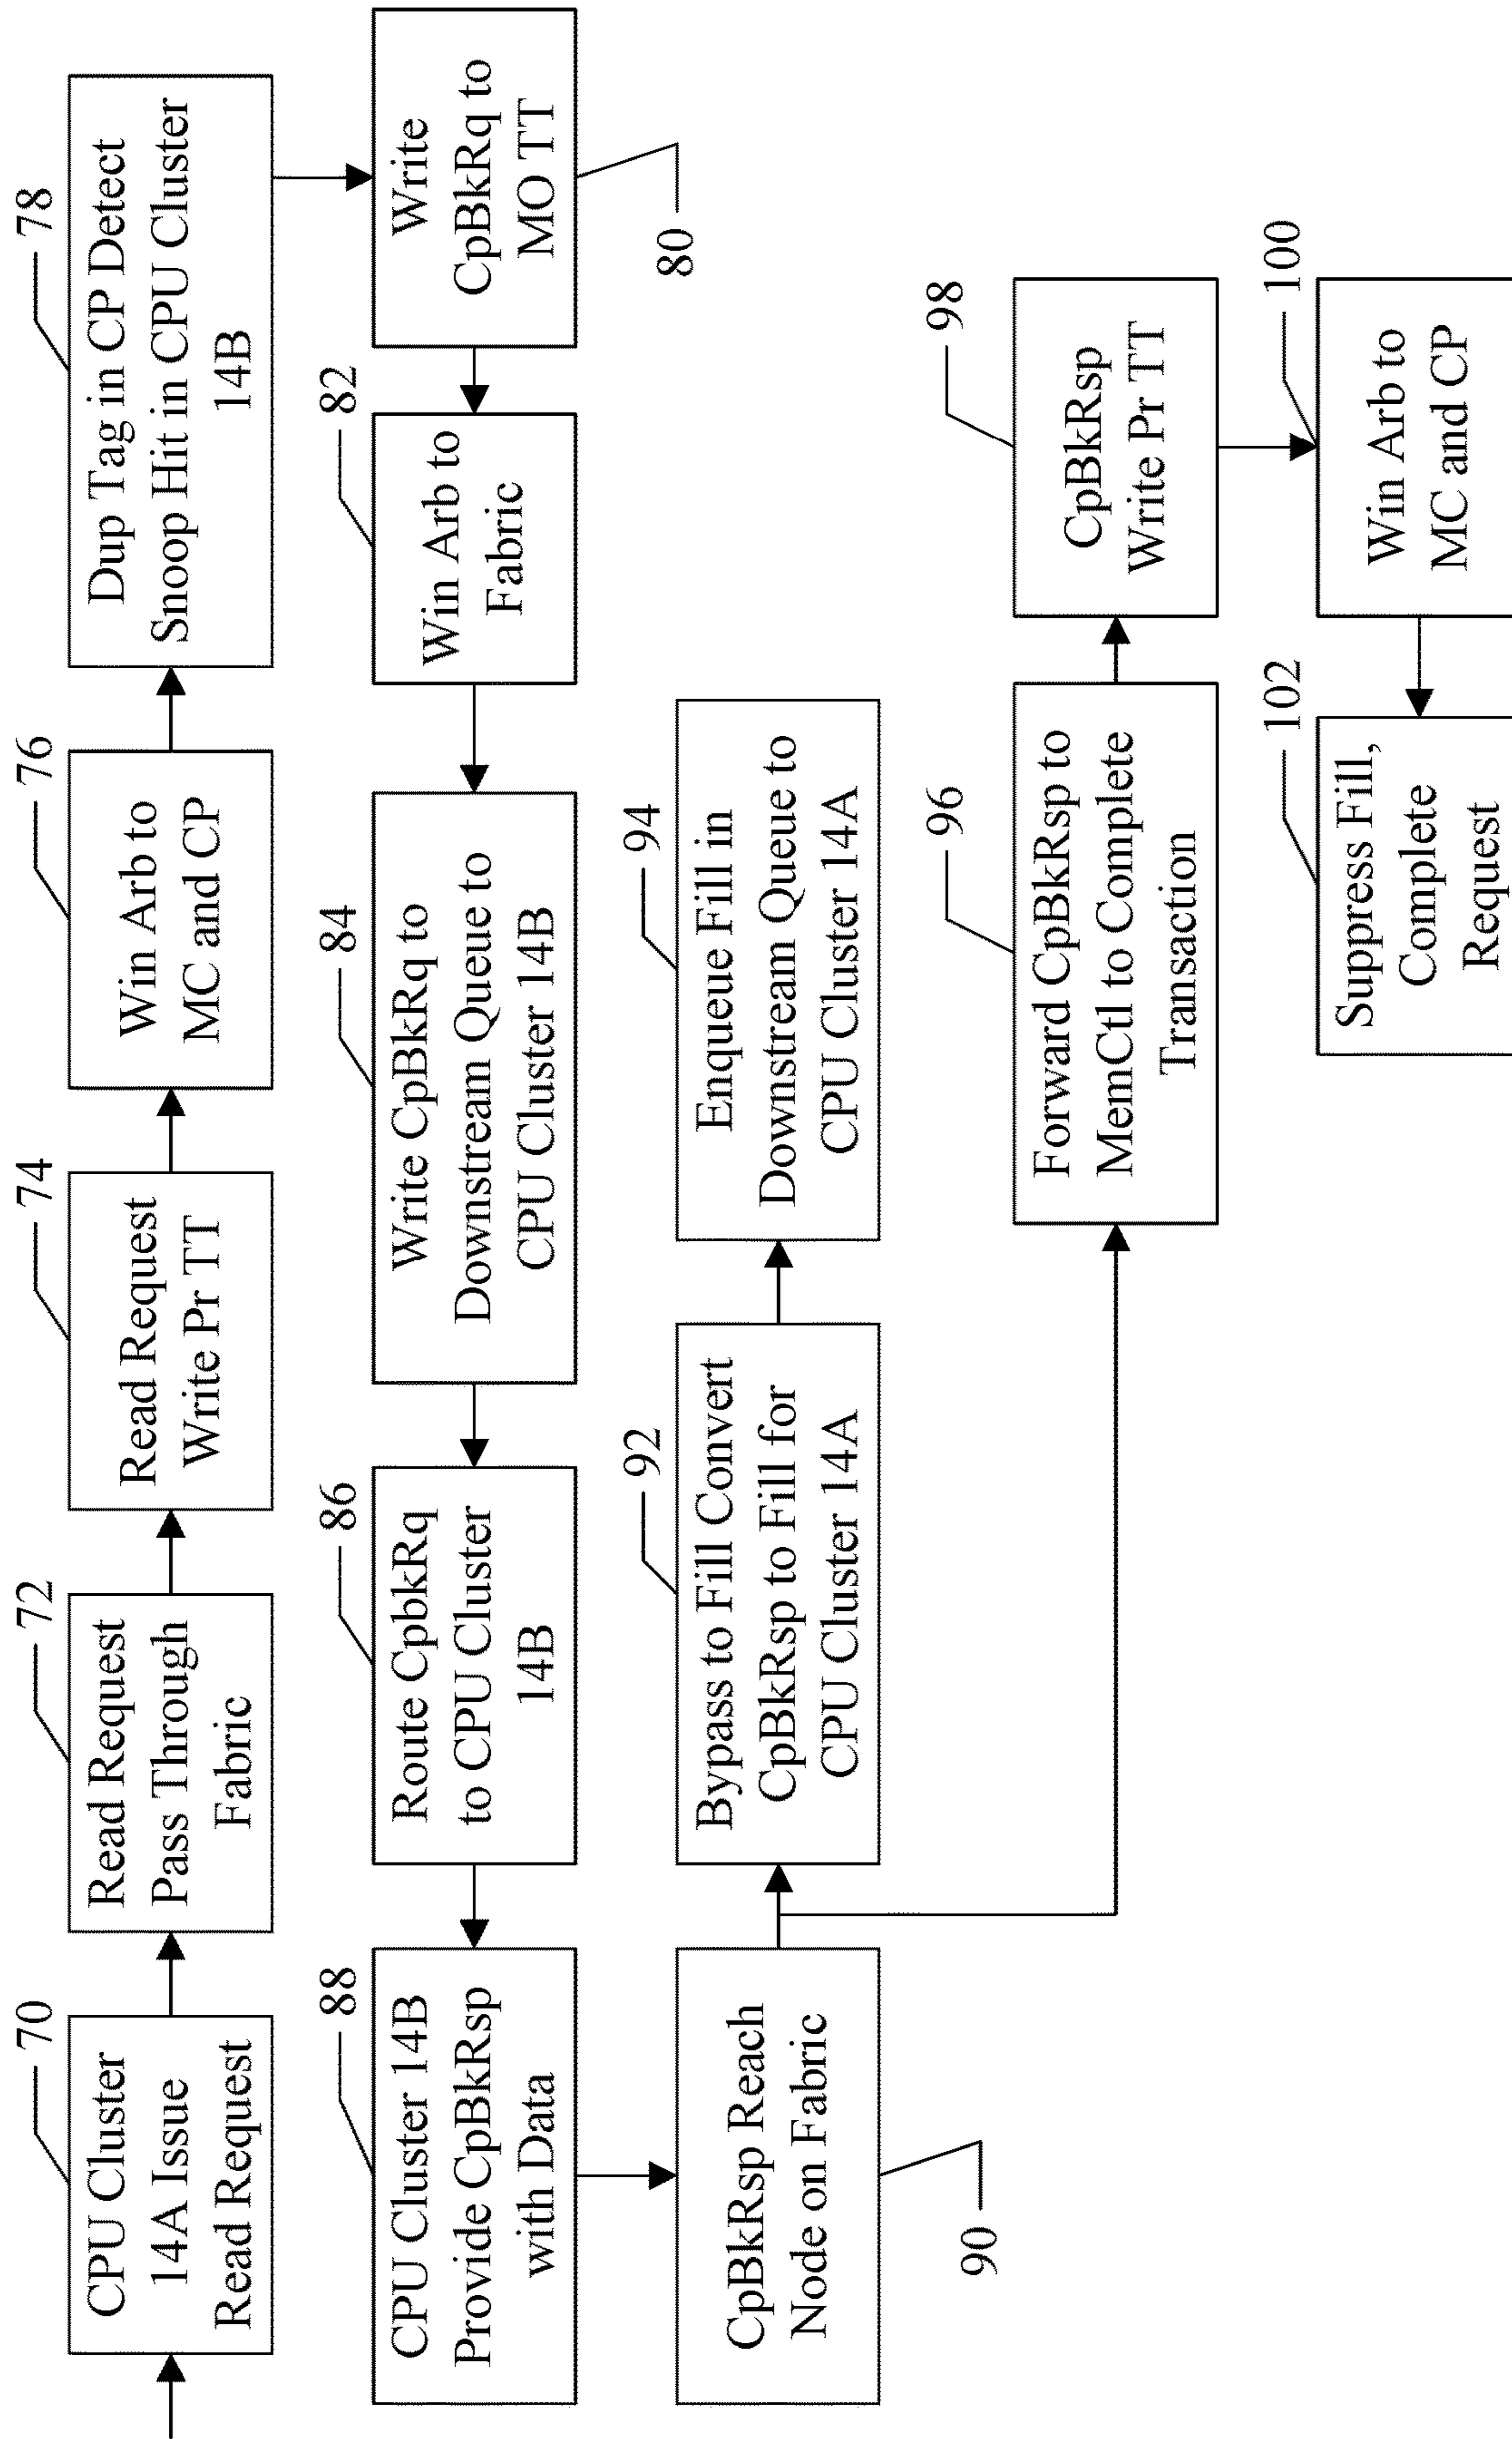 70
CPU Cluster
14A Issue
Read Request
72
Read Request
Pass Through
Fabric
74
Read Request
Write Pr TT
76
Win Arb to
MC and CP
78
Dup Tag in CP Detect
Snoop Hit in CPU Cluster
14B
Write
CpBkRq to
MO TT
80
82
Win Arb to
Fabric
84
Write CpBkRq to
Downstream Queue to
CPU Cluster 14B
86
Route CpbkRq
to CPU Cluster
14B
88
CPU Cluster 14B
Provide CpBkRsp
with Data
CpBkRsp Reach
Node on Fabric
90
92
Bypass to Fill Convert
CpBkRsp to Fill for
CPU Cluster 14A
94
Enqueue Fill in
Downstream Queue to
CPU Cluster 14A
96
Forward CpBkRsp to
MemCtl to Complete
Transaction
98
CpBkRsp
Write Pr TT
100
Win Arb to
MC and CP
102
Suppress Fill,
Complete
Request